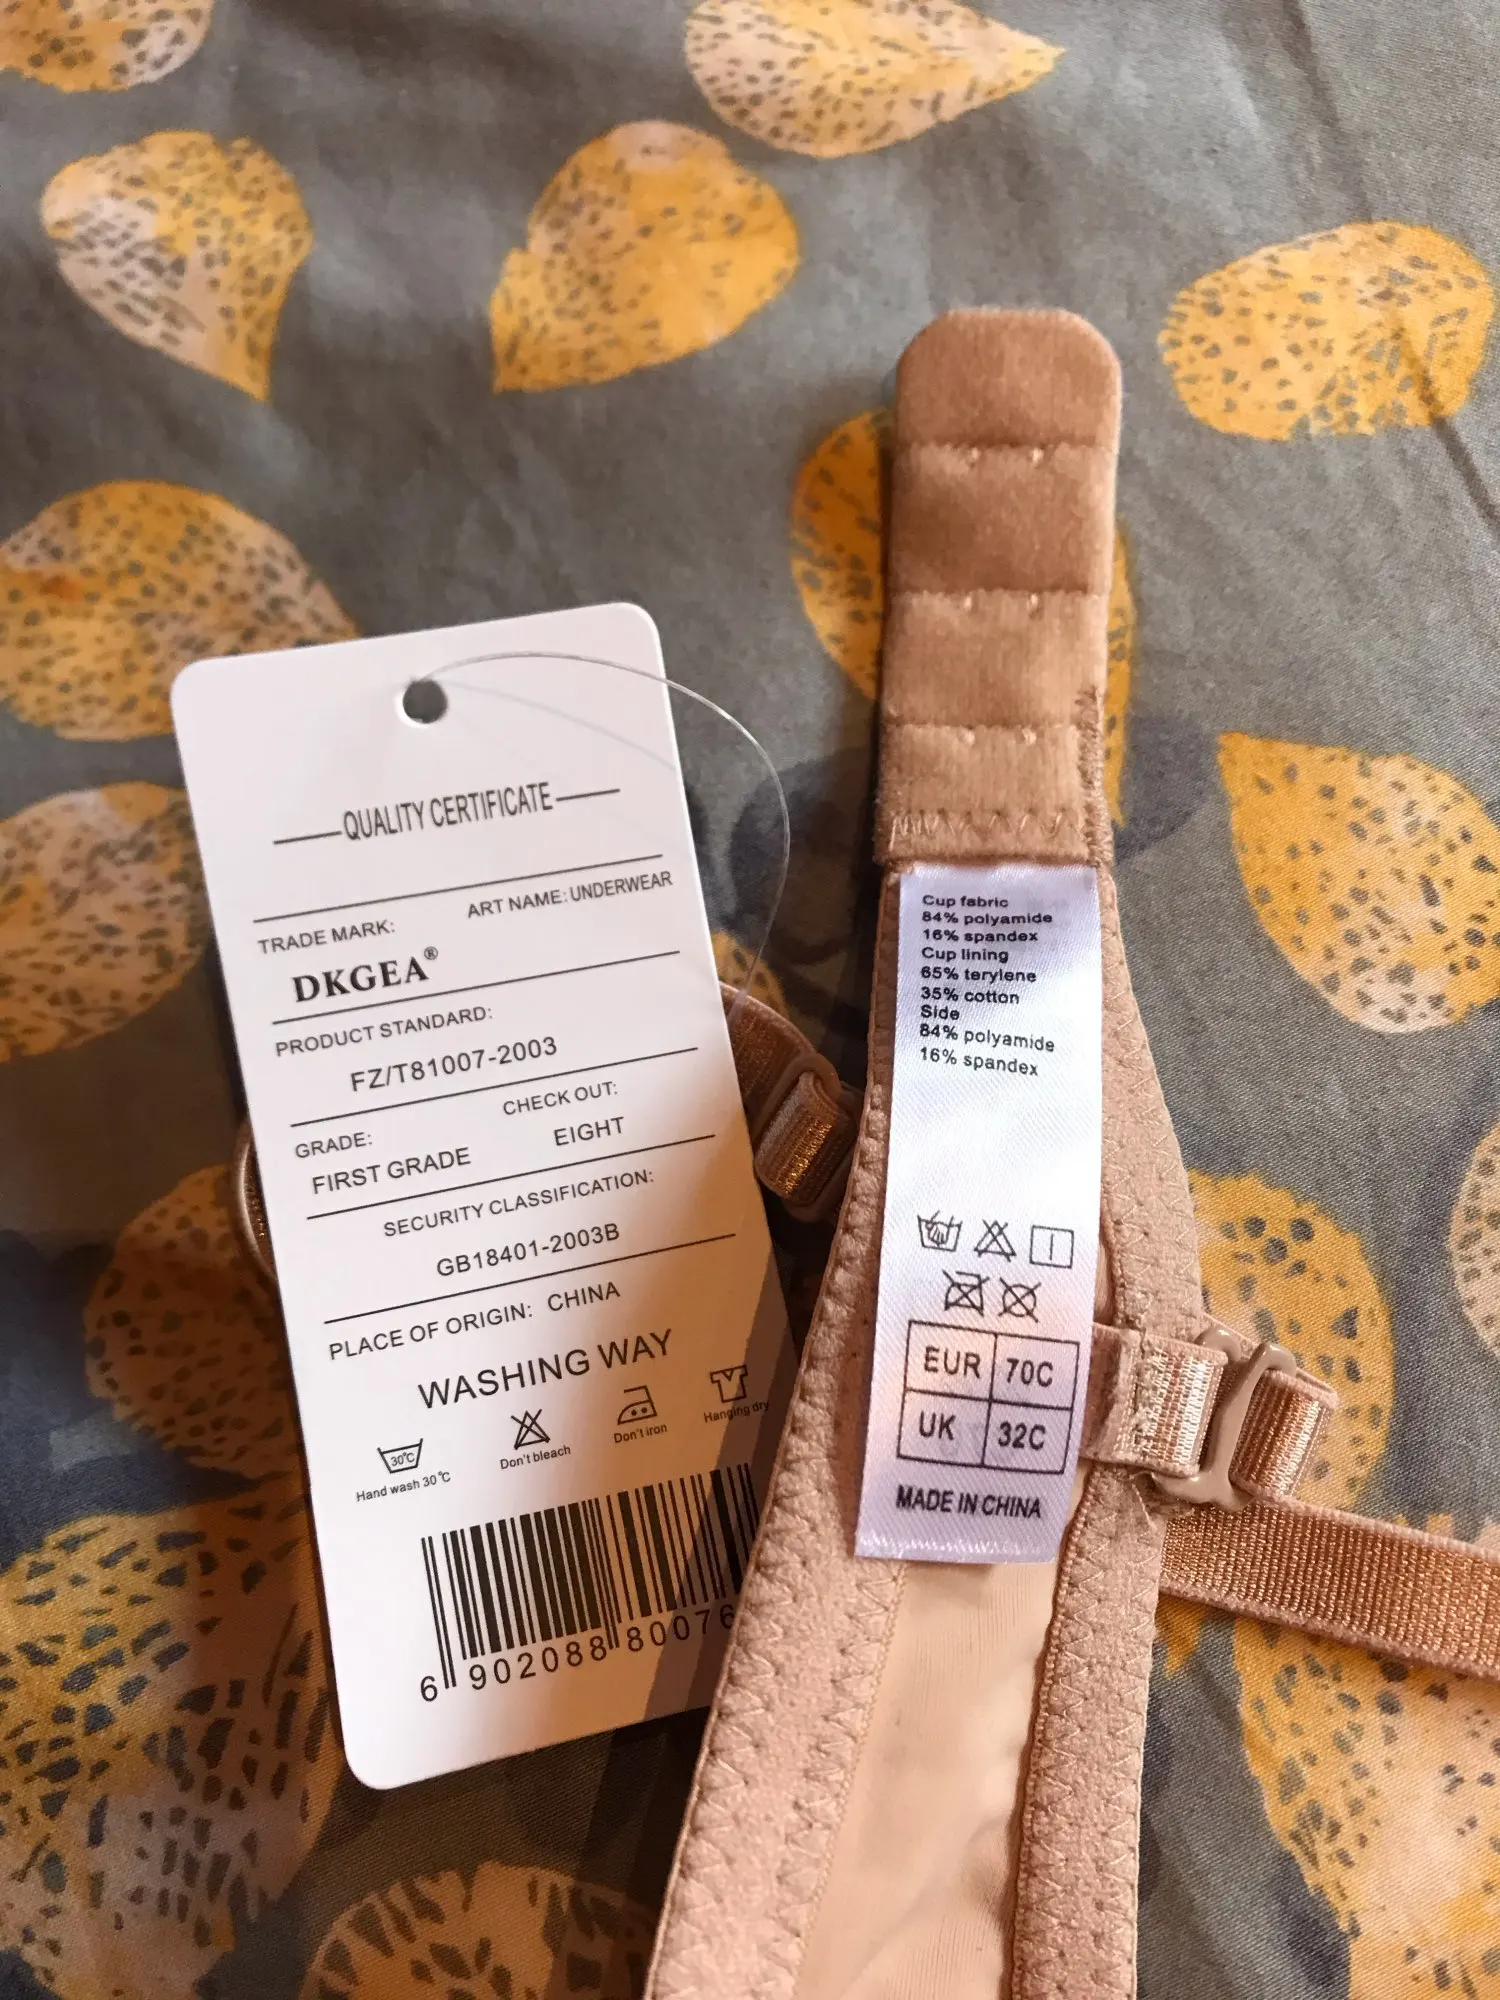 QUALITY CERTIFICATE
TRADE MARK: ART NAME: UNDERWEAR
DKGEA®
PRODUCT STANDARD:
FZ/T81007-2003
GRADE: CHECK OUT:
FIRST GRADE EIGHT
SECURITY CLASSIFICATION:
GB18401-2003B
PLACE OF ORIGIN: CHINA
WASHING WAY
30℃
Hand wash 30℃
Don't bleach
Don't iron
Hanging dry
6 902088 80076
Cup fabric
84% polyamide
16% spandex
Cup lining
65% terylene
35% cotton
Side
84% polyamide
16% spandex
EUR 70C
UK 32C
MADE IN CHINA